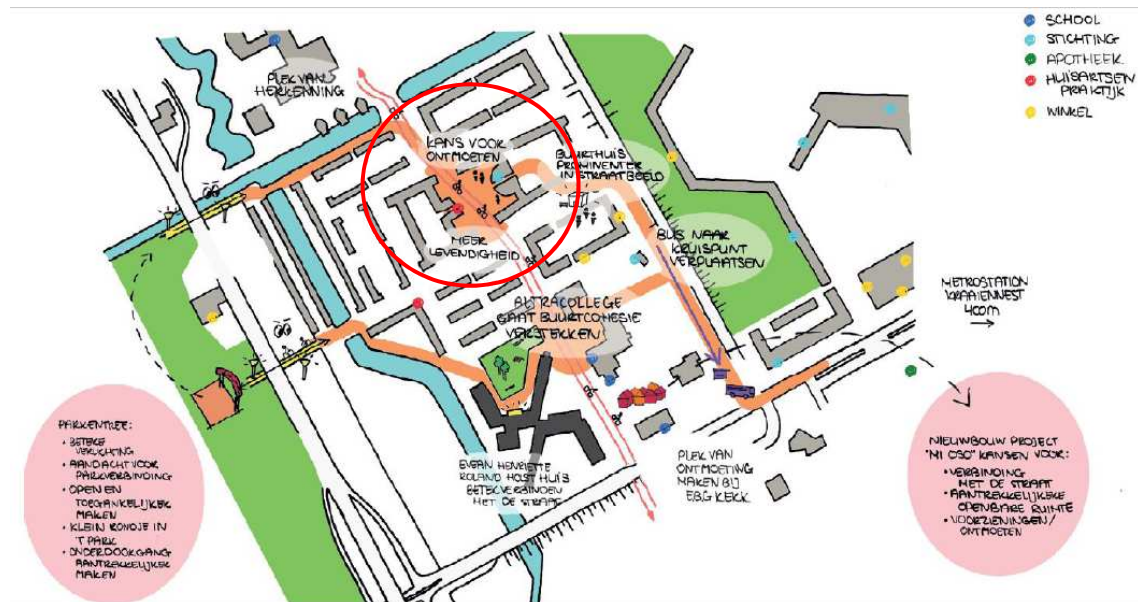 SCHOOL
STICHTING
APOTHEEK
HUISARTSEN
PRAKTIJK
WINKEL
PLEK VAN
HERKENNING
KANS VOOR
ONTMOETEN
BUURTHUIS
PROMINENTER
IN STRAATBEELD
MEER
LEVENDIGHEID
BUS NAAR
KRUISPUNT
VERPLAATSEN
METROSTATION
KRAAIENNEST
400M
GAAT BUURTCOHESIE
VERSTERKEN
PARKENTREE:
• BETERE
VERLICHTING
• AANDACHT VOOR
PARKVERBINDING
• OPEN EN
TOEGANKELIJKER
MAKEN
• KLEIN RONDJE IN
'T PARK
• ONDERDOORGANG
AANTREKKELIJKER
MAKEN
EVEAN HENRIETTE
ROLAND HOLST HUIS
BETER VERBINDEN
MET DE STRAAT
PLEK VAN
ONTMOETING
MAKEN BIJ
EBG KERK
NIEUWBOUW PROJECT
"MI OSO" KANSEN VOOR:
• VERBINDING
MET DE STRAAT
• AANTREKKELIJKERE
OPENBARE RUIMTE
• VOORZIENINGEN/
ONTMOETEN